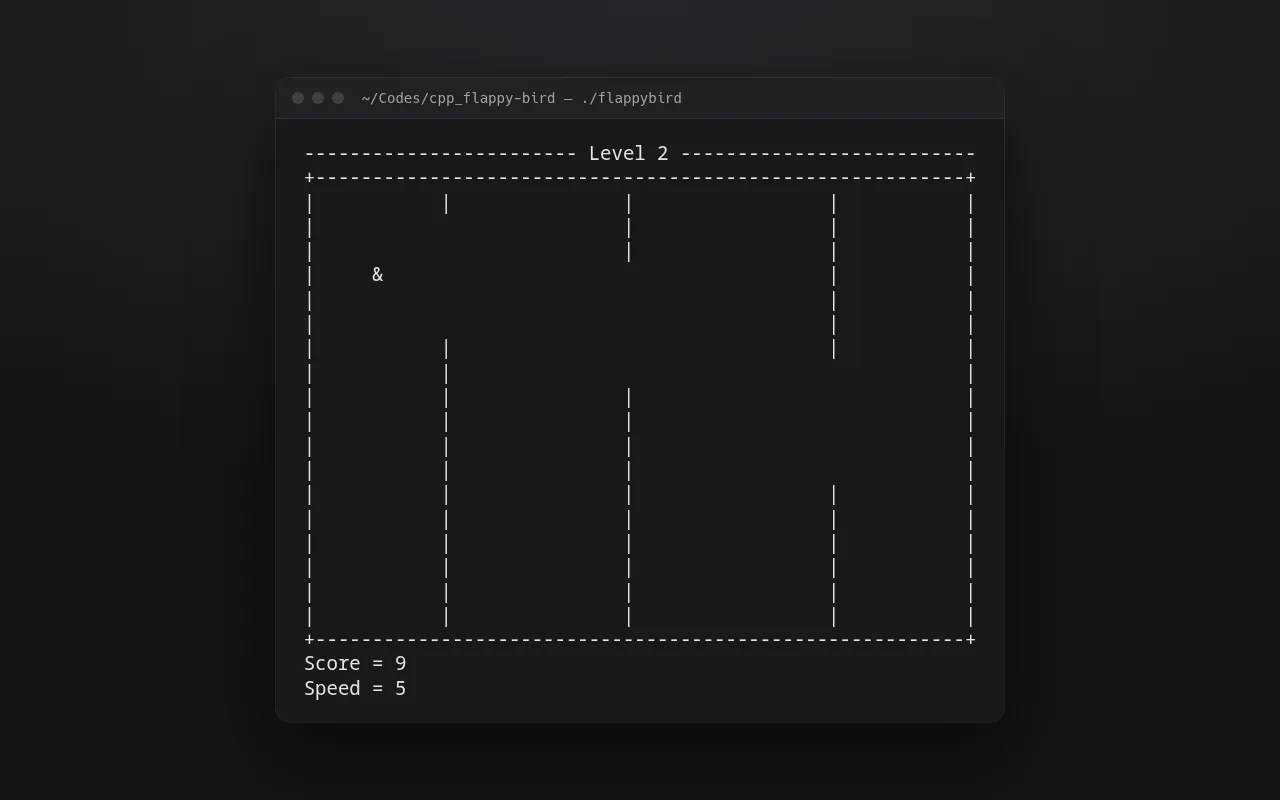 ~/Codes/cpp_flappy-bird — ./flappybird
------------------------ Level 2 --------------------------
+---------------------------------------------------------+
|           |               |                 |           |
|                           |                 |           |
|                           |                 |           |
|     &                                       |           |
|                                             |           |
|                                             |           |
|           |                                 |           |
|           |                                             |
|           |               |                             |
|           |               |                             |
|           |               |                             |
|           |               |                             |
|           |               |                 |           |
|           |               |                 |           |
|           |               |                 |           |
|           |               |                 |           |
|           |               |                 |           |
|           |               |                 |           |
+---------------------------------------------------------+
Score = 9
Speed = 5